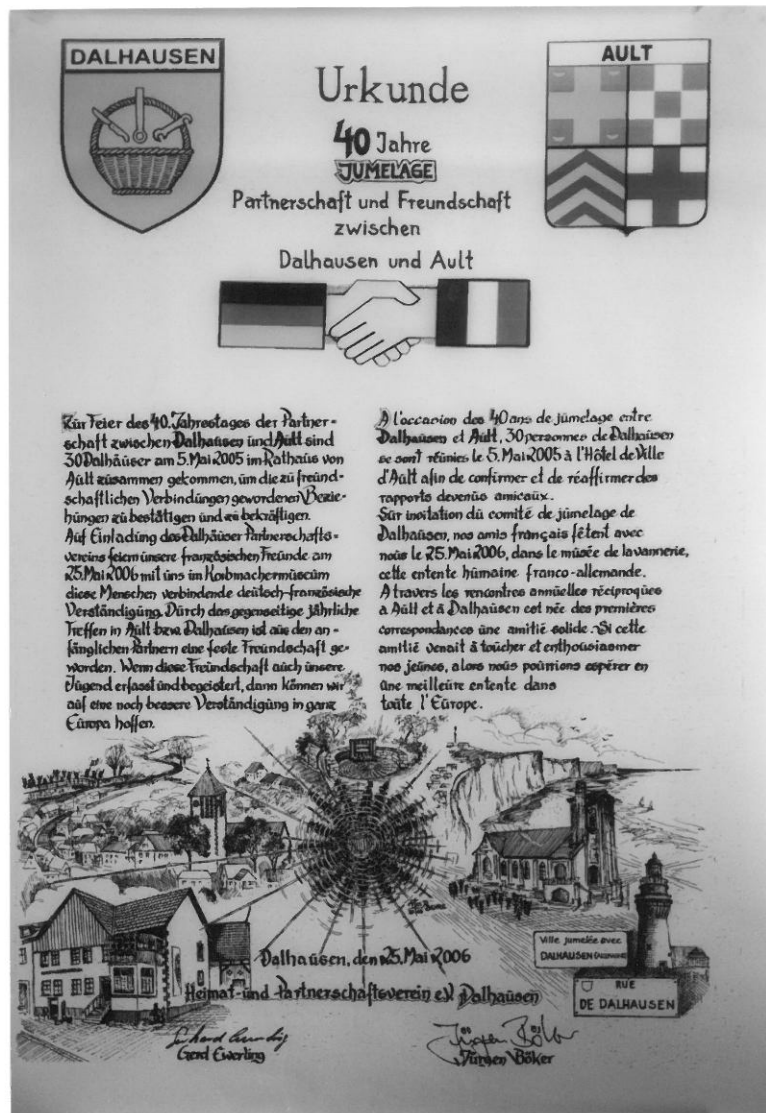 DALHAUSEN
AULT
Urkunde
40 Jahre
JUMELAGE
Partnerschaft und Freundschaft
zwischen
Dalhausen und Ault
Zur Feier des 40. Jahrestages der Partner-
schaft zwischen Dalhausen und Ault sind
30 Dalhäuser am 5. Mai 2005 im Rathaus von
Ault zusammen gekommen, um die zu freund-
schaftlichen Verbindungen gewordenen Bezie-
hungen zu bestätigen und zu bekräftigen.
Auf Einladung des Dalhäuser Partnerschafts-
vereins feiern unsere französischen Freunde am
25. Mai 2006 mit uns im Korbmachermuseum
diese Menschen verbindende deutsch-französische
Verständigung. Durch das gegenseitige jährliche
Treffen in Ault bzw. Dalhausen ist aus den an-
fänglichen Partnern eine feste Freundschaft ge-
worden. Wenn diese Freundschaft auch unsere
Jugend erfasst und begeistert, dann können wir
auf eine noch bessere Verständigung in ganz
Europa hoffen.
A l'occasion des 40 ans de jumelage entre
Dalhausen et Ault, 30 personnes de Dalhausen
se sont réunies le 5. Mai 2005 à l'Hôtel de Ville
d'Ault afin de confirmer et de réaffirmer des
rapports devenus amicaux.
Sur invitation du comité de jumelage de
Dalhausen, nos amis français fêtent avec
nous le 25. Mai 2006, dans le musée de la vannerie,
cette entente humaine franco-allemande.
A travers les rencontres annuelles réciproques
a Ault et à Dalhausen est née des premières
correspondances une amitié solide. Si cette
amitié venait à toucher et enthousiasmer
nos jeunes, alors nous pourrions espérer en
une meilleure entente dans
toute l'Europe.
Ville jumelée avec
DALHAUSEN (ALLEMAGNE)
RUE
DE DALHAUSEN
Dalhausen, den 25. Mai 2006
Heimat- und Partnerschaftsverein e.V. Dalhausen
Gerd Ewerling
Jürgen Böker
Jürgen Böker